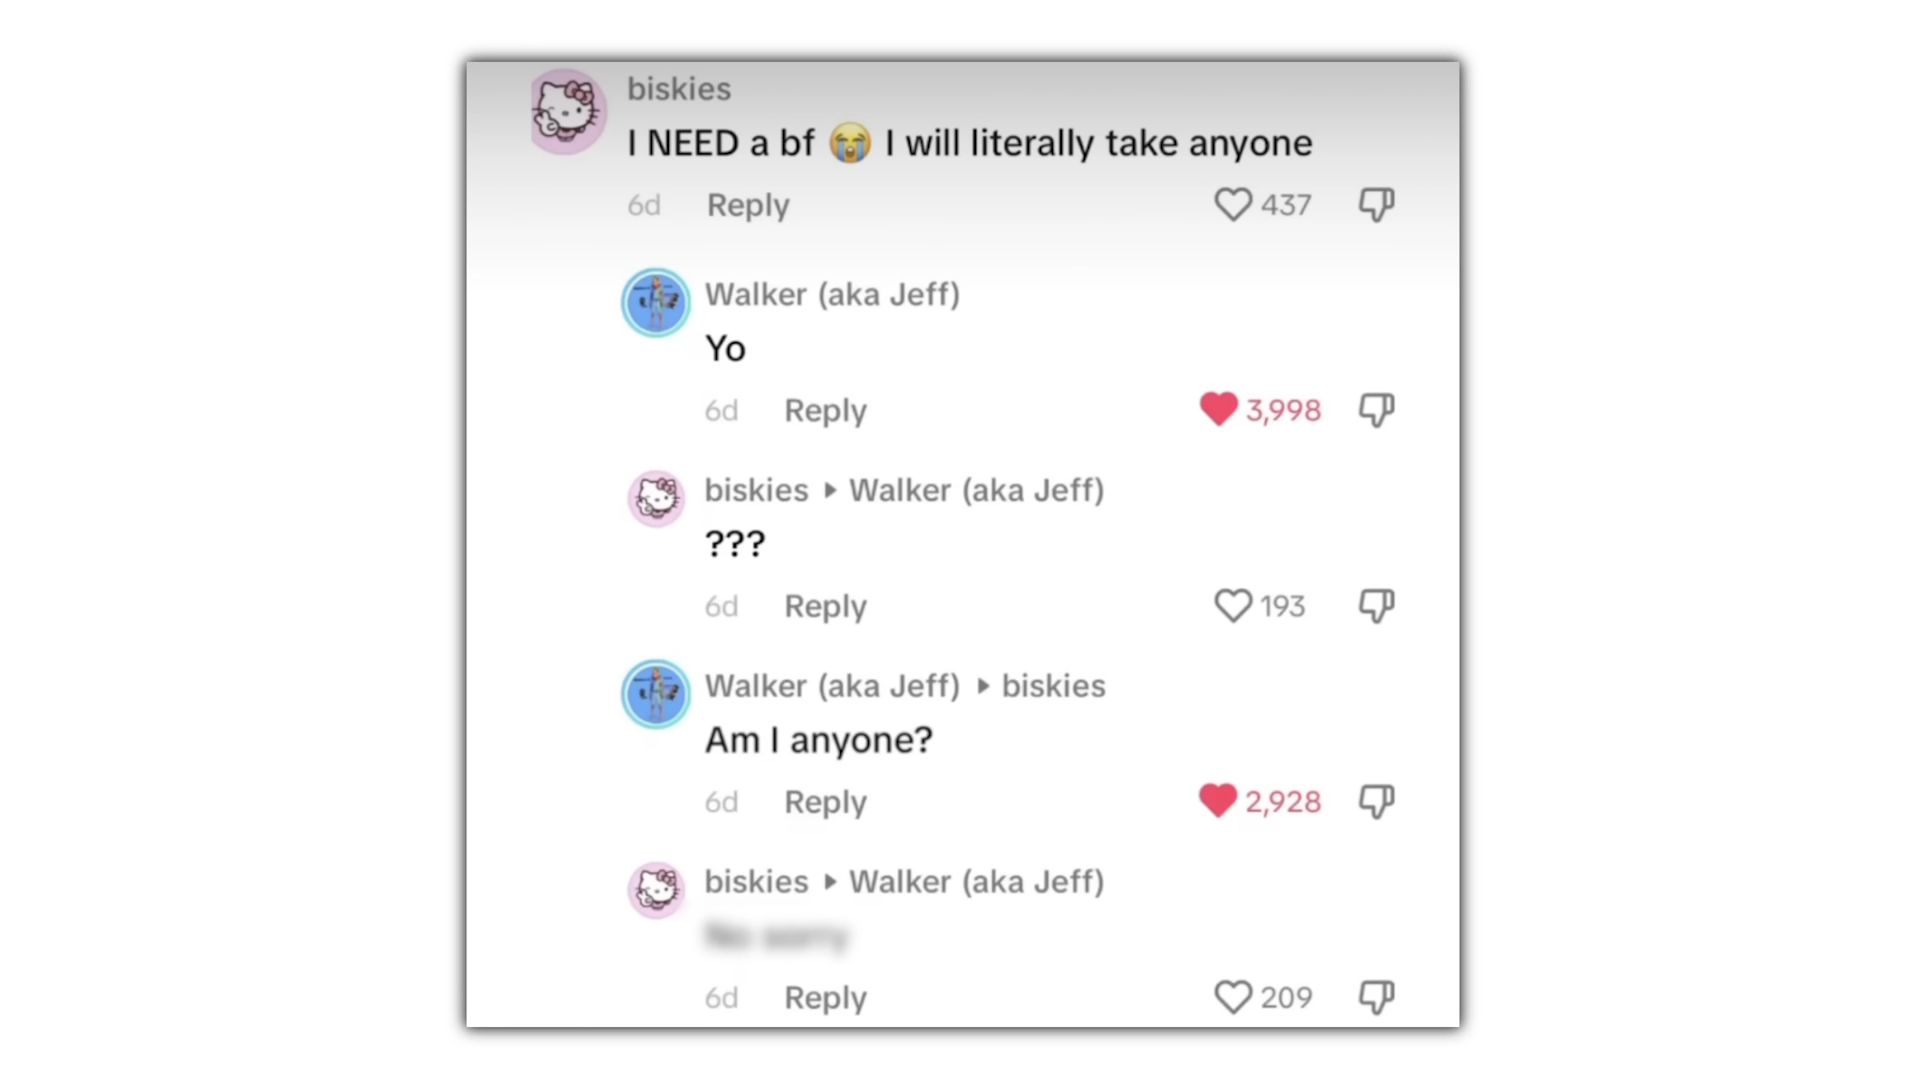 biskies
I NEED a bf 😭 I will literally take anyone
6d Reply 437
Walker (aka Jeff)
Yo
6d Reply 3,998
biskies ▸ Walker (aka Jeff)
???
6d Reply 193
Walker (aka Jeff) ▸ biskies
Am I anyone?
6d Reply 2,928
biskies ▸ Walker (aka Jeff)
No sorry
6d Reply 209